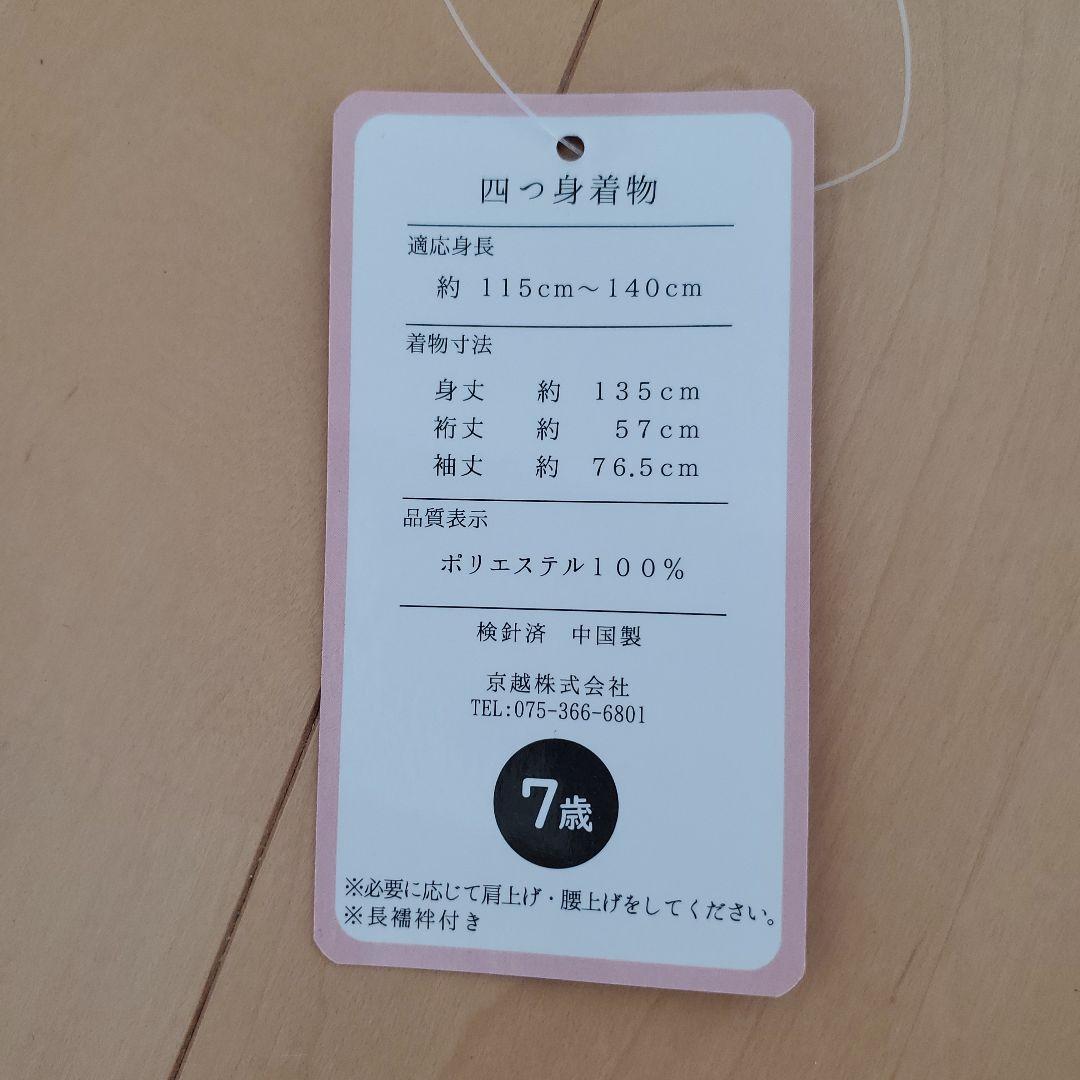 四つ身着物
適応身長
約 115cm～140cm
着物寸法
身丈 約 135cm
裄丈 約 57cm
袖丈 約 76.5cm
品質表示
ポリエステル100%
検針済 中国製
京越株式会社
TEL:075-366-6801
7歳
※必要に応じて肩上げ・腰上げをしてください。
※長襦袢付き